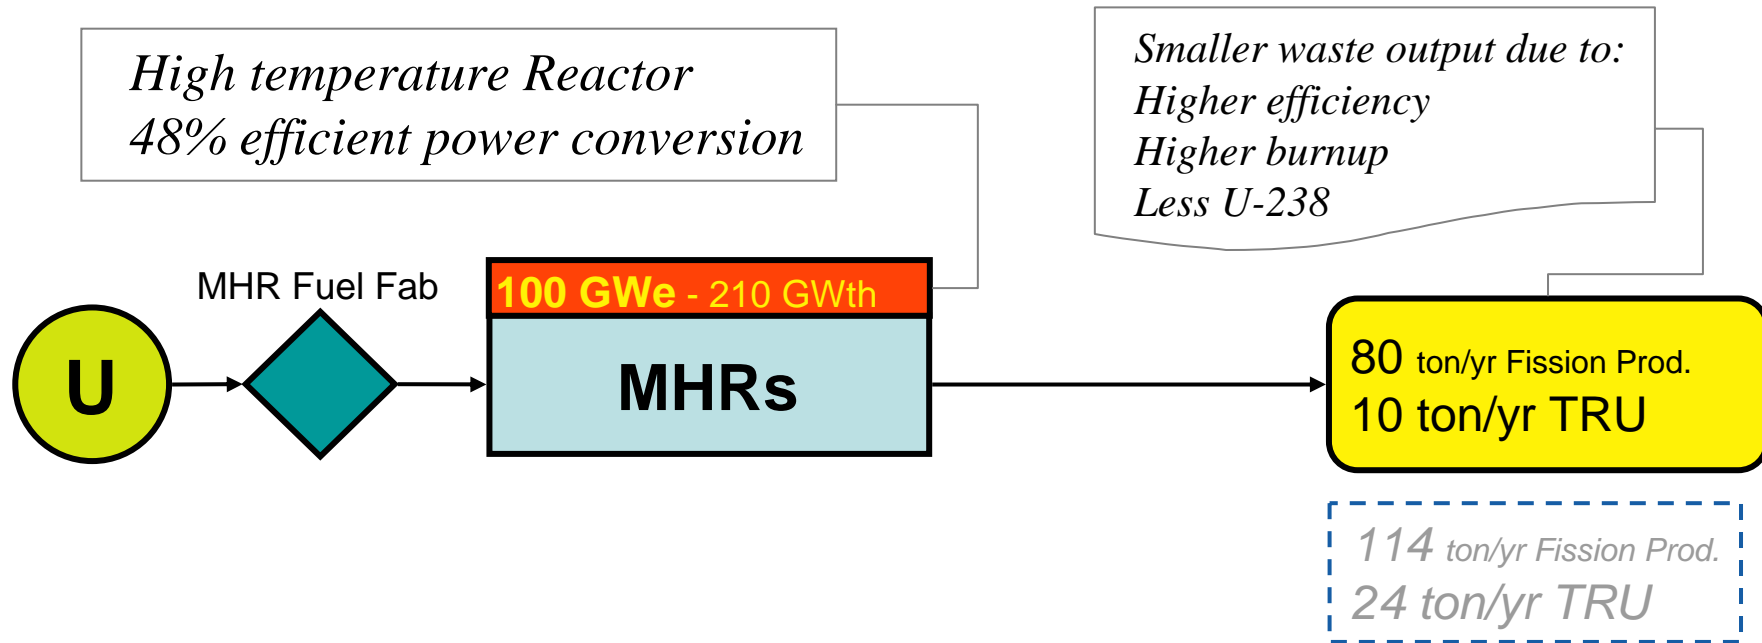 High temperature Reactor
48% efficient power conversion
Smaller waste output due to:
Higher efficiency
Higher burnup
Less U-238
MHR Fuel Fab
100 GWe - 210 GWth
U
MHRs
80 ton/yr Fission Prod.
10 ton/yr TRU
114 ton/yr Fission Prod.
24 ton/yr TRU